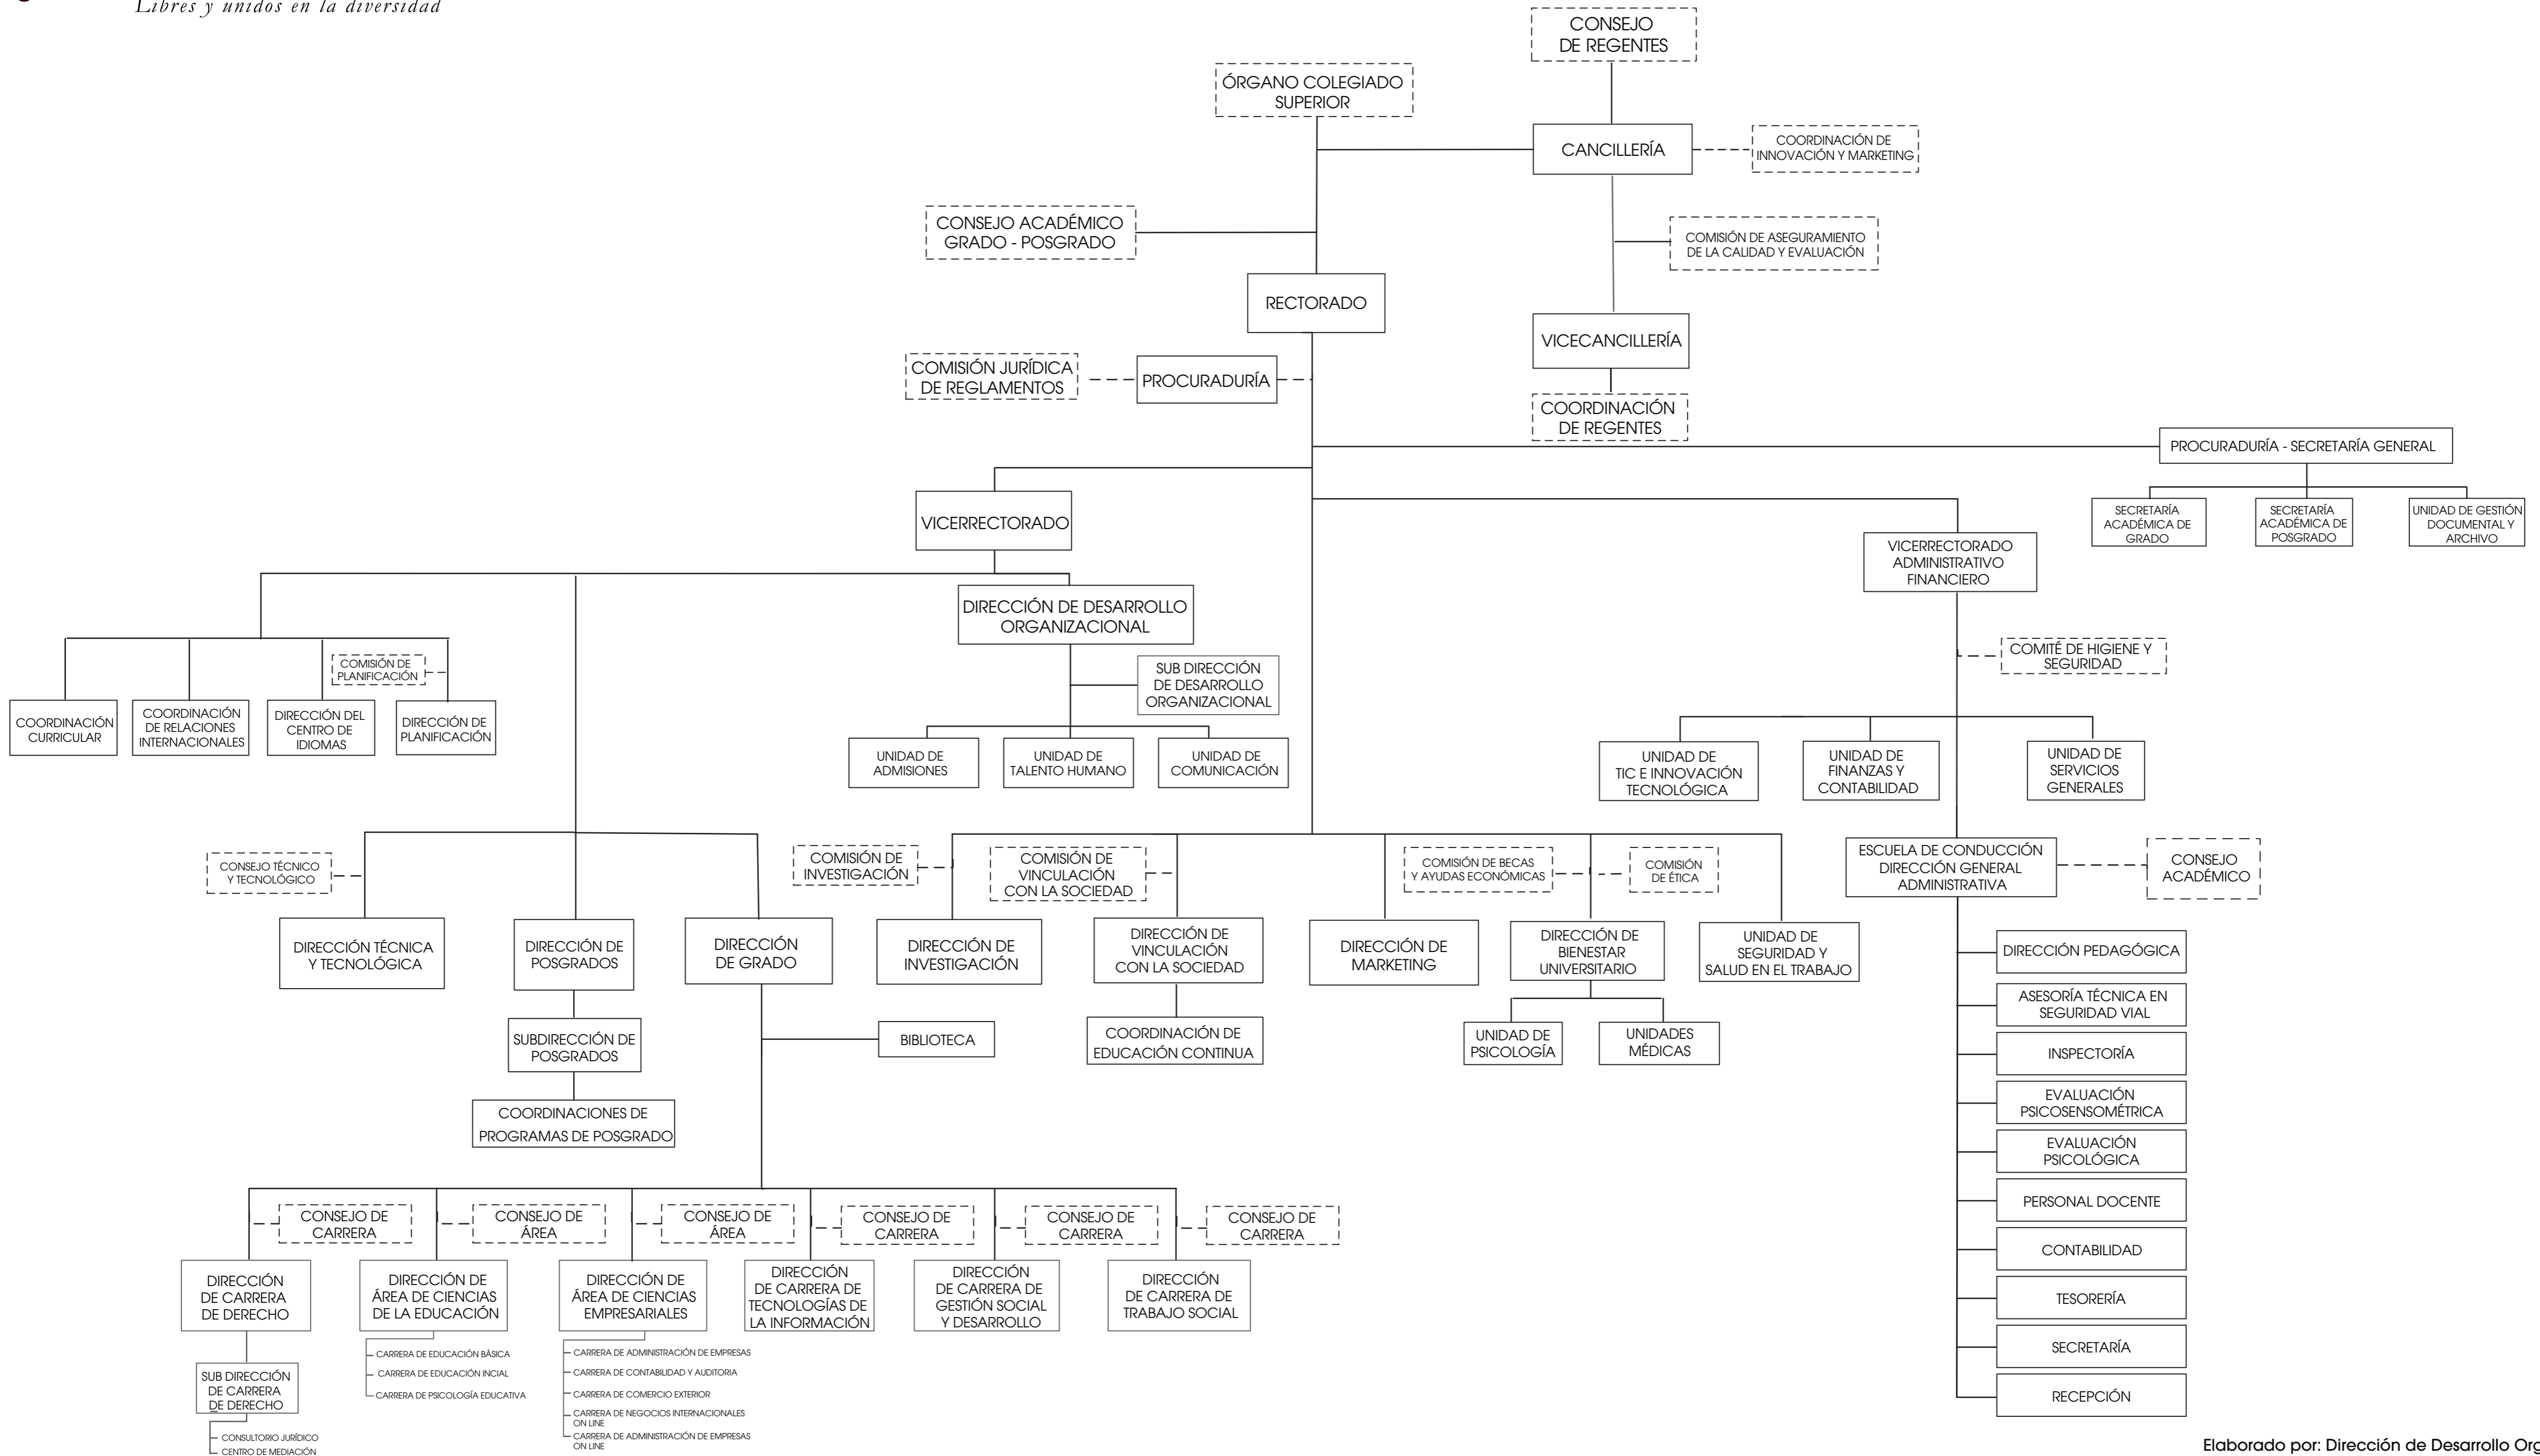 Libres y unidos en la diversidad
CONSEJO
DE REGENTES
ÓRGANO COLEGIADO
SUPERIOR
CANCILLERÍA
COORDINACIÓN DE
INNOVACIÓN Y MARKETING
CONSEJO ACADÉMICO
GRADO - POSGRADO
COMISIÓN DE ASEGURAMIENTO
DE LA CALIDAD Y EVALUACIÓN
RECTORADO
VICECANCILLERÍA
COMISIÓN JURÍDICA
DE REGLAMENTOS
PROCURADURÍA
COORDINACIÓN
DE REGENTES
PROCURADURÍA - SECRETARÍA GENERAL
SECRETARÍA
ACADÉMICA DE
GRADO
SECRETARÍA
ACADÉMICA DE
POSGRADO
UNIDAD DE GESTIÓN
DOCUMENTAL Y
ARCHIVO
VICERRECTORADO
VICERRECTORADO
ADMINISTRATIVO
FINANCIERO
DIRECCIÓN DE DESARROLLO
ORGANIZACIONAL
SUB DIRECCIÓN
DE DESARROLLO
ORGANIZACIONAL
COMITÉ DE HIGIENE Y
SEGURIDAD
COMISIÓN DE
PLANIFICACIÓN
COORDINACIÓN
CURRICULAR
COORDINACIÓN
DE RELACIONES
INTERNACIONALES
DIRECCIÓN DEL
CENTRO DE
IDIOMAS
DIRECCIÓN DE
PLANIFICACIÓN
UNIDAD DE
ADMISIONES
UNIDAD DE
TALENTO HUMANO
UNIDAD DE
COMUNICACIÓN
UNIDAD DE
TIC E INNOVACIÓN
TECNOLÓGICA
UNIDAD DE
FINANZAS Y
CONTABILIDAD
UNIDAD DE
SERVICIOS
GENERALES
CONSEJO TÉCNICO
Y TECNOLÓGICO
COMISIÓN DE
INVESTIGACIÓN
COMISIÓN DE
VINCULACIÓN
CON LA SOCIEDAD
COMISIÓN DE BECAS
Y AYUDAS ECONÓMICAS
COMISIÓN
DE ÉTICA
ESCUELA DE CONDUCCIÓN
DIRECCIÓN GENERAL
ADMINISTRATIVA
CONSEJO
ACADÉMICO
DIRECCIÓN TÉCNICA
Y TECNOLÓGICA
DIRECCIÓN DE
POSGRADOS
DIRECCIÓN
DE GRADO
DIRECCIÓN DE
INVESTIGACIÓN
DIRECCIÓN DE
VINCULACIÓN
CON LA SOCIEDAD
DIRECCIÓN DE
MARKETING
DIRECCIÓN DE
BIENESTAR
UNIVERSITARIO
UNIDAD DE
SEGURIDAD Y
SALUD EN EL TRABAJO
SUBDIRECCIÓN DE
POSGRADOS
BIBLIOTECA
COORDINACIÓN DE
EDUCACIÓN CONTINUA
UNIDAD DE
PSICOLOGÍA
UNIDADES
MÉDICAS
COORDINACIONES DE
PROGRAMAS DE POSGRADO
DIRECCIÓN PEDAGÓGICA
ASESORÍA TÉCNICA EN
SEGURIDAD VIAL
INSPECTORÍA
EVALUACIÓN
PSICOSENSOMÉTRICA
EVALUACIÓN
PSICOLÓGICA
PERSONAL DOCENTE
CONTABILIDAD
TESORERÍA
SECRETARÍA
RECEPCIÓN
CONSEJO DE
CARRERA
CONSEJO DE
ÁREA
CONSEJO DE
ÁREA
CONSEJO DE
CARRERA
CONSEJO DE
CARRERA
CONSEJO DE
CARRERA
DIRECCIÓN
DE CARRERA
DE DERECHO
DIRECCIÓN DE
ÁREA DE CIENCIAS
DE LA EDUCACIÓN
DIRECCIÓN DE
ÁREA DE CIENCIAS
EMPRESARIALES
DIRECCIÓN
DE CARRERA DE
TECNOLOGÍAS DE
LA INFORMACIÓN
DIRECCIÓN
DE CARRERA DE
GESTIÓN SOCIAL
Y DESARROLLO
DIRECCIÓN
DE CARRERA DE
TRABAJO SOCIAL
SUB DIRECCIÓN
DE CARRERA
DE DERECHO
CONSULTORIO JURÍDICO
CENTRO DE MEDIACIÓN
CARRERA DE EDUCACIÓN BÁSICA
CARRERA DE EDUCACIÓN INCIAL
CARRERA DE PSICOLOGÍA EDUCATIVA
CARRERA DE ADMINISTRACIÓN DE EMPRESAS
CARRERA DE CONTABILIDAD Y AUDITORIA
CARRERA DE COMERCIO EXTERIOR
CARRERA DE NEGOCIOS INTERNACIONALES
ON LINE
CARRERA DE ADMINISTRACIÓN DE EMPRESAS
ON LINE
Elaborado por: Dirección de Desarrollo Org